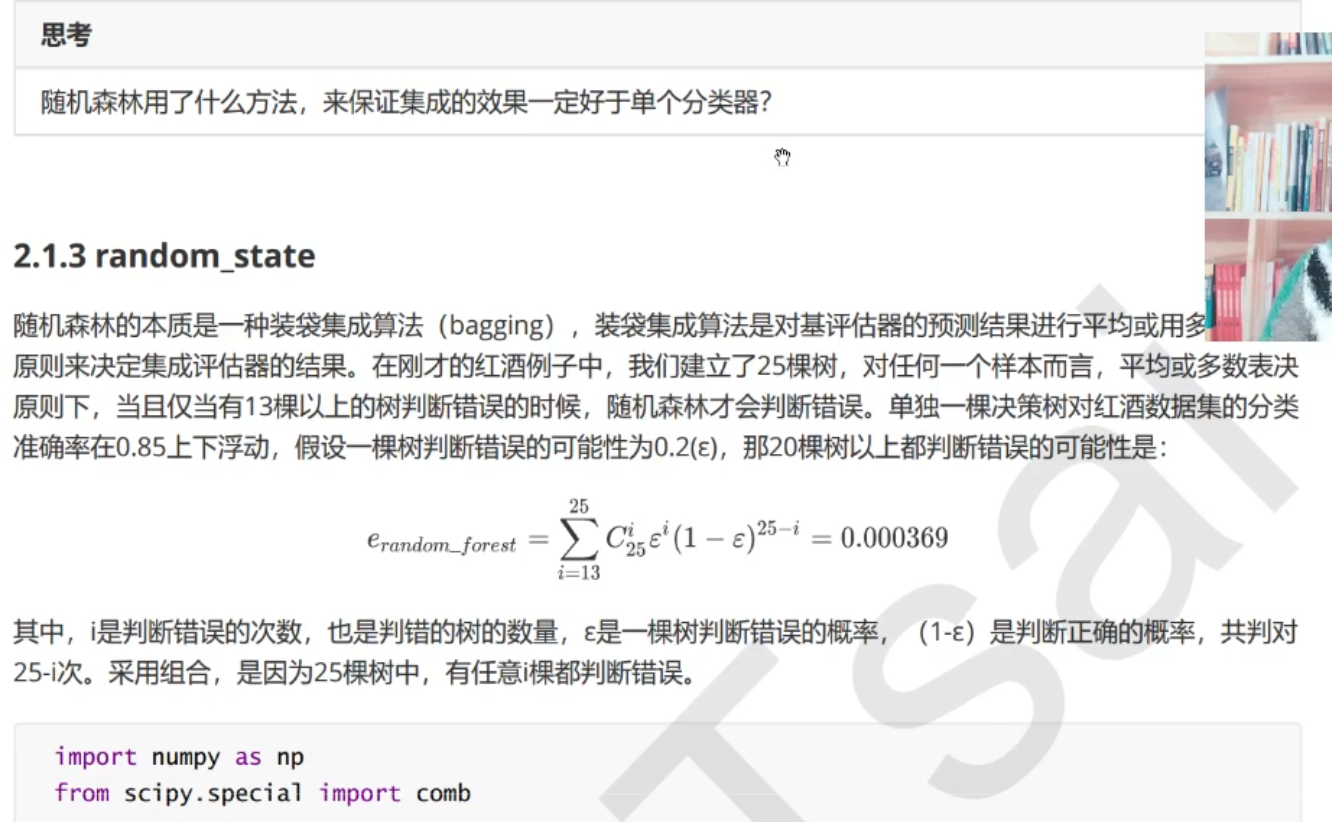 思考
随机森林用了什么方法，来保证集成的效果一定好于单个分类器？
2.1.3 random_state
随机森林的本质是一种装袋集成算法（bagging），装袋集成算法是对基评估器的预测结果进行平均或用多
原则来决定集成评估器的结果。在刚才的红酒例子中，我们建立了25棵树，对任何一个样本而言，平均或多数表决
原则下，当且仅当有13棵以上的树判断错误的时候，随机森林才会判断错误。单独一棵决策树对红酒数据集的分类
准确率在0.85上下浮动，假设一棵树判断错误的可能性为0.2(ε)，那20棵树以上都判断错误的可能性是：
e_{random\_forest} = \sum_{i=13}^{25} C_{25}^{i} ε^{i} (1 − ε)^{25−i} = 0.000369
其中，i是判断错误的次数，也是判错的树的数量，ε是一棵树判断错误的概率，（1-ε）是判断正确的概率，共判对
25-i次。采用组合，是因为25棵树中，有任意i棵都判断错误。
import numpy as np
from scipy.special import comb
Tsai